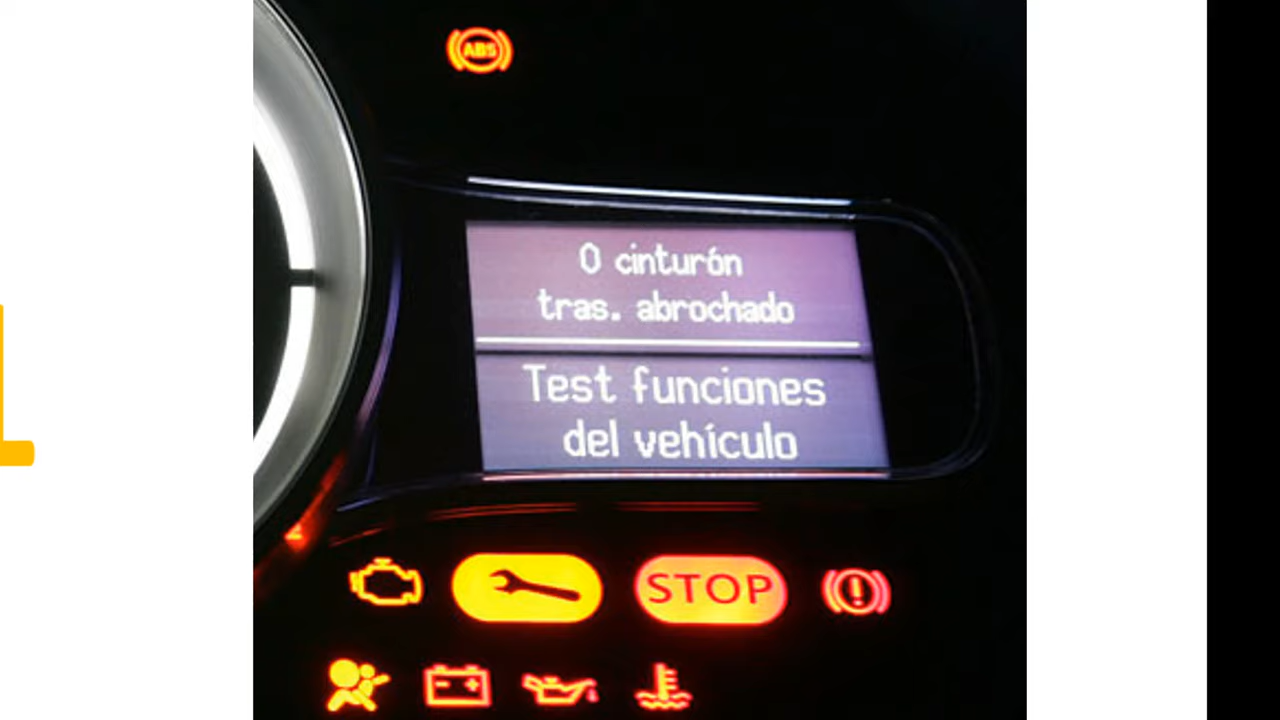 ABS
0 cinturón
tras. abrochado
Test funciones
del vehículo
STOP